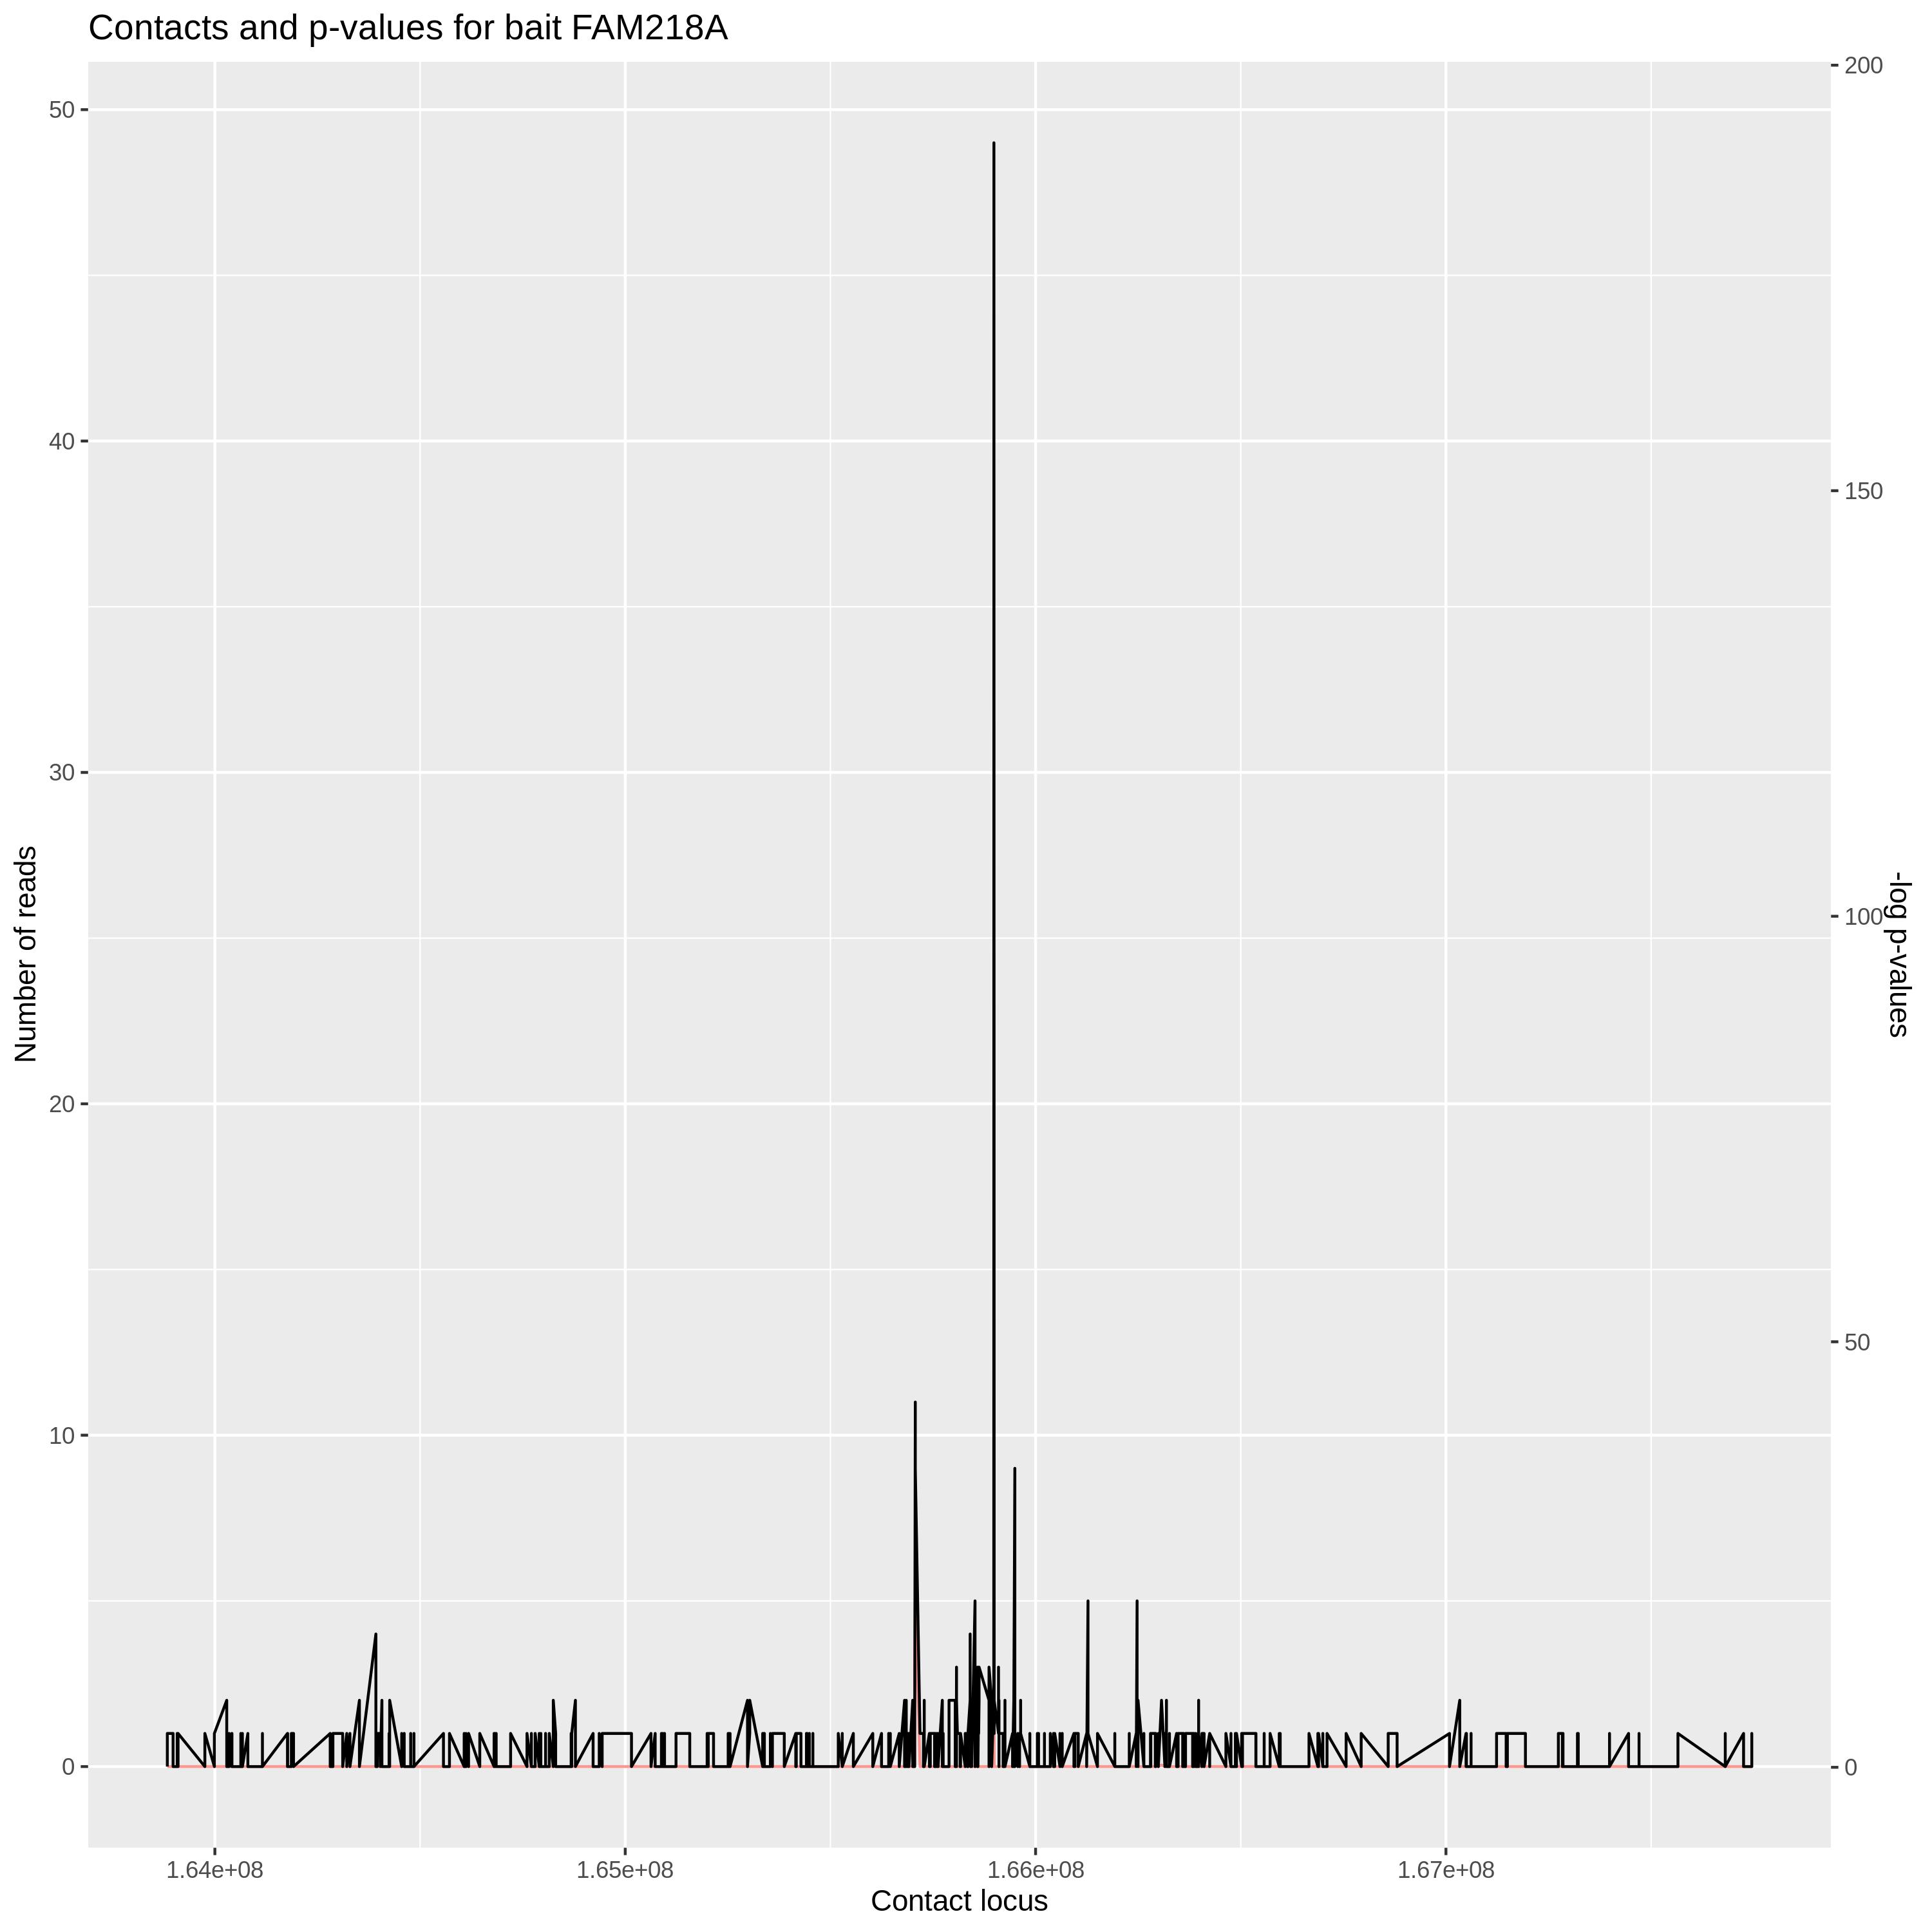 Contacts and p-values for bait FAM218A
50
40
30
20
10
0
Number of reads
200
150
100
50
0
-log p-values
1.64e+08
1.65e+08
1.66e+08
1.67e+08
Contact locus